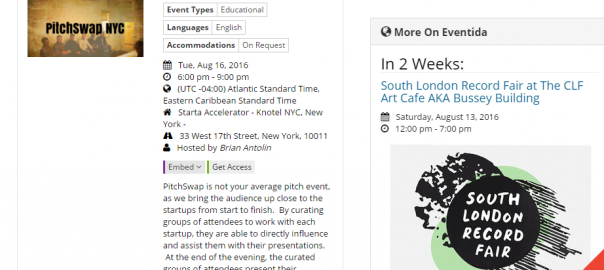 PitchSwap NYC
Event Types Educational
Languages English
Accommodations On Request
Tue, Aug 16, 2016
6:00 pm - 9:00 pm
(UTC -04:00) Atlantic Standard Time,
Eastern Caribbean Standard Time
Starta Accelerator - Knotel NYC, New
York -
33 West 17th Street, New York, 10011
Hosted by Brian Antolin
Embed
Get Access
PitchSwap is not your average pitch event,
as we bring the audience up close to the
startups from start to finish.  By curating
groups of attendees to work with each
startup, they are able to directly influence
and assist them with their presentations.
At the end of the evening, the curated
groups of attendees present their
More On Eventida
In 2 Weeks:
South London Record Fair at The CLF
Art Cafe AKA Bussey Building
Saturday, August 13, 2016
12:00 pm - 7:00 pm
SOUTH
LONDON
RECORD
FAIR